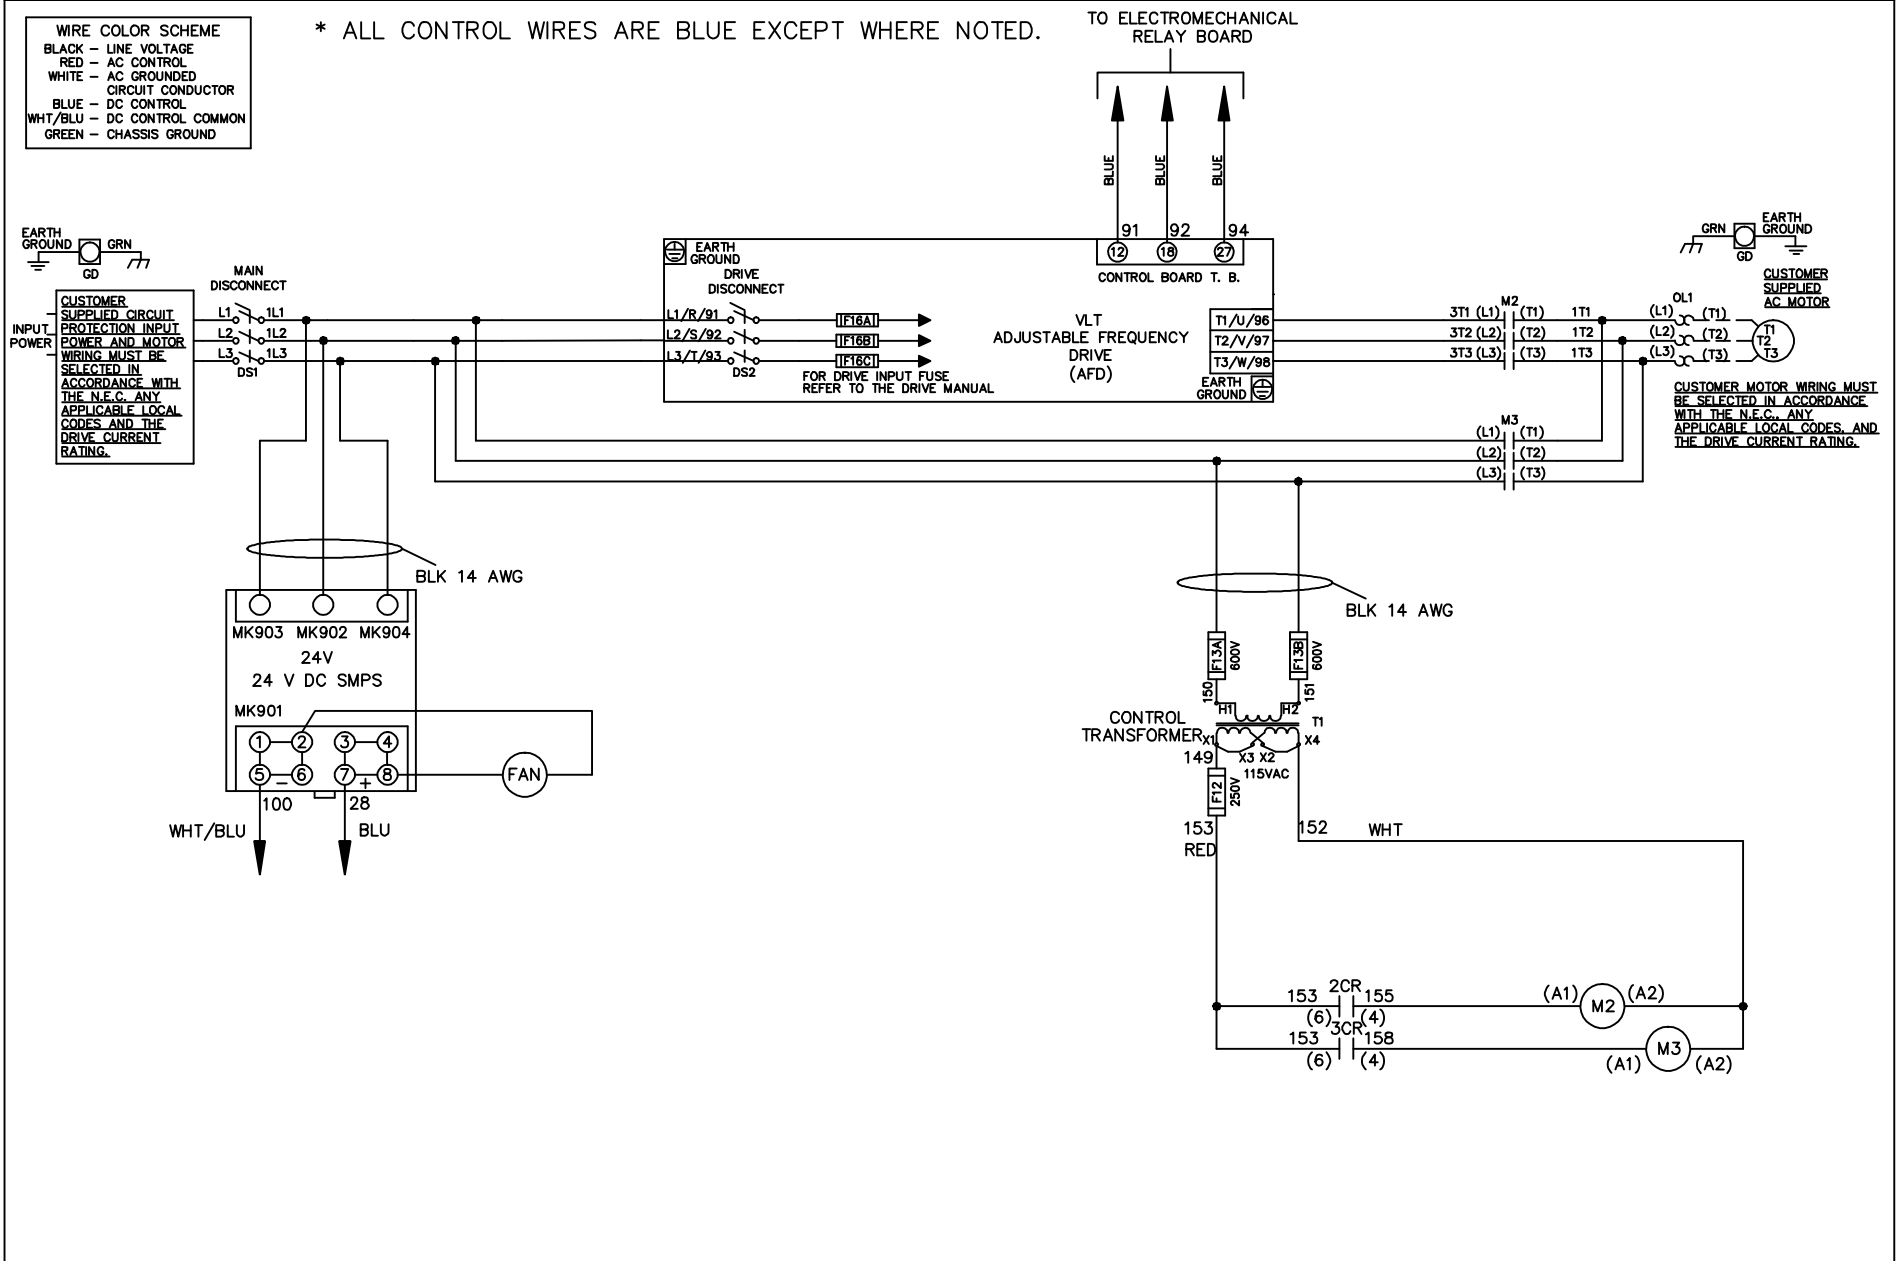 WIRE COLOR SCHEME
BLACK – LINE VOLTAGE
RED – AC CONTROL
WHITE – AC GROUNDED
CIRCUIT CONDUCTOR
BLUE – DC CONTROL
WHT/BLU – DC CONTROL COMMON
GREEN – CHASSIS GROUND
* ALL CONTROL WIRES ARE BLUE EXCEPT WHERE NOTED.
TO ELECTROMECHANICAL
RELAY BOARD
BLUE
BLUE
BLUE
91 92 94
12 18 27
CONTROL BOARD T. B.
EARTH
GROUND
GRN
GD
MAIN
DISCONNECT
INPUT
POWER
CUSTOMER
SUPPLIED CIRCUIT
PROTECTION INPUT
POWER AND MOTOR
WIRING MUST BE
SELECTED IN
ACCORDANCE WITH
THE N.E.C. ANY
APPLICABLE LOCAL
CODES AND THE
DRIVE CURRENT
RATING.
L1 1L1
L2 1L2
L3 1L3
DS1
EARTH
GROUND
DRIVE
DISCONNECT
L1/R/91
L2/S/92
L3/T/93
DS2
F16A
F16B
F16C
FOR DRIVE INPUT FUSE
REFER TO THE DRIVE MANUAL
VLT
ADJUSTABLE FREQUENCY
DRIVE
(AFD)
T1/U/96
T2/V/97
T3/W/98
EARTH
GROUND
M2
3T1 (L1) (T1) 1T1
3T2 (L2) (T2) 1T2
3T3 (L3) (T3) 1T3
OL1
(L1) (T1)
(L2) (T2)
(L3) (T3)
T1
T2
T3
GRN
GD
EARTH
GROUND
CUSTOMER
SUPPLIED
AC MOTOR
CUSTOMER MOTOR WIRING MUST
BE SELECTED IN ACCORDANCE
WITH THE N.E.C., ANY
APPLICABLE LOCAL CODES, AND
THE DRIVE CURRENT RATING.
M3
(L1) (T1)
(L2) (T2)
(L3) (T3)
BLK 14 AWG
MK903 MK902 MK904
24V
24 V DC SMPS
MK901
1 2 3 4
5 – 6 7 + 8
FAN
100 28
WHT/BLU BLU
BLK 14 AWG
F13A
600V
F13B
600V
150
151
H1 H2
T1
CONTROL
TRANSFORMER
X1 X4
X3 X2
149
115VAC
F12
250V
153
RED
152 WHT
2CR
153 155
(6) (4)
(A1) M2 (A2)
3CR
153 158
(6) (4)
(A1) M3 (A2)